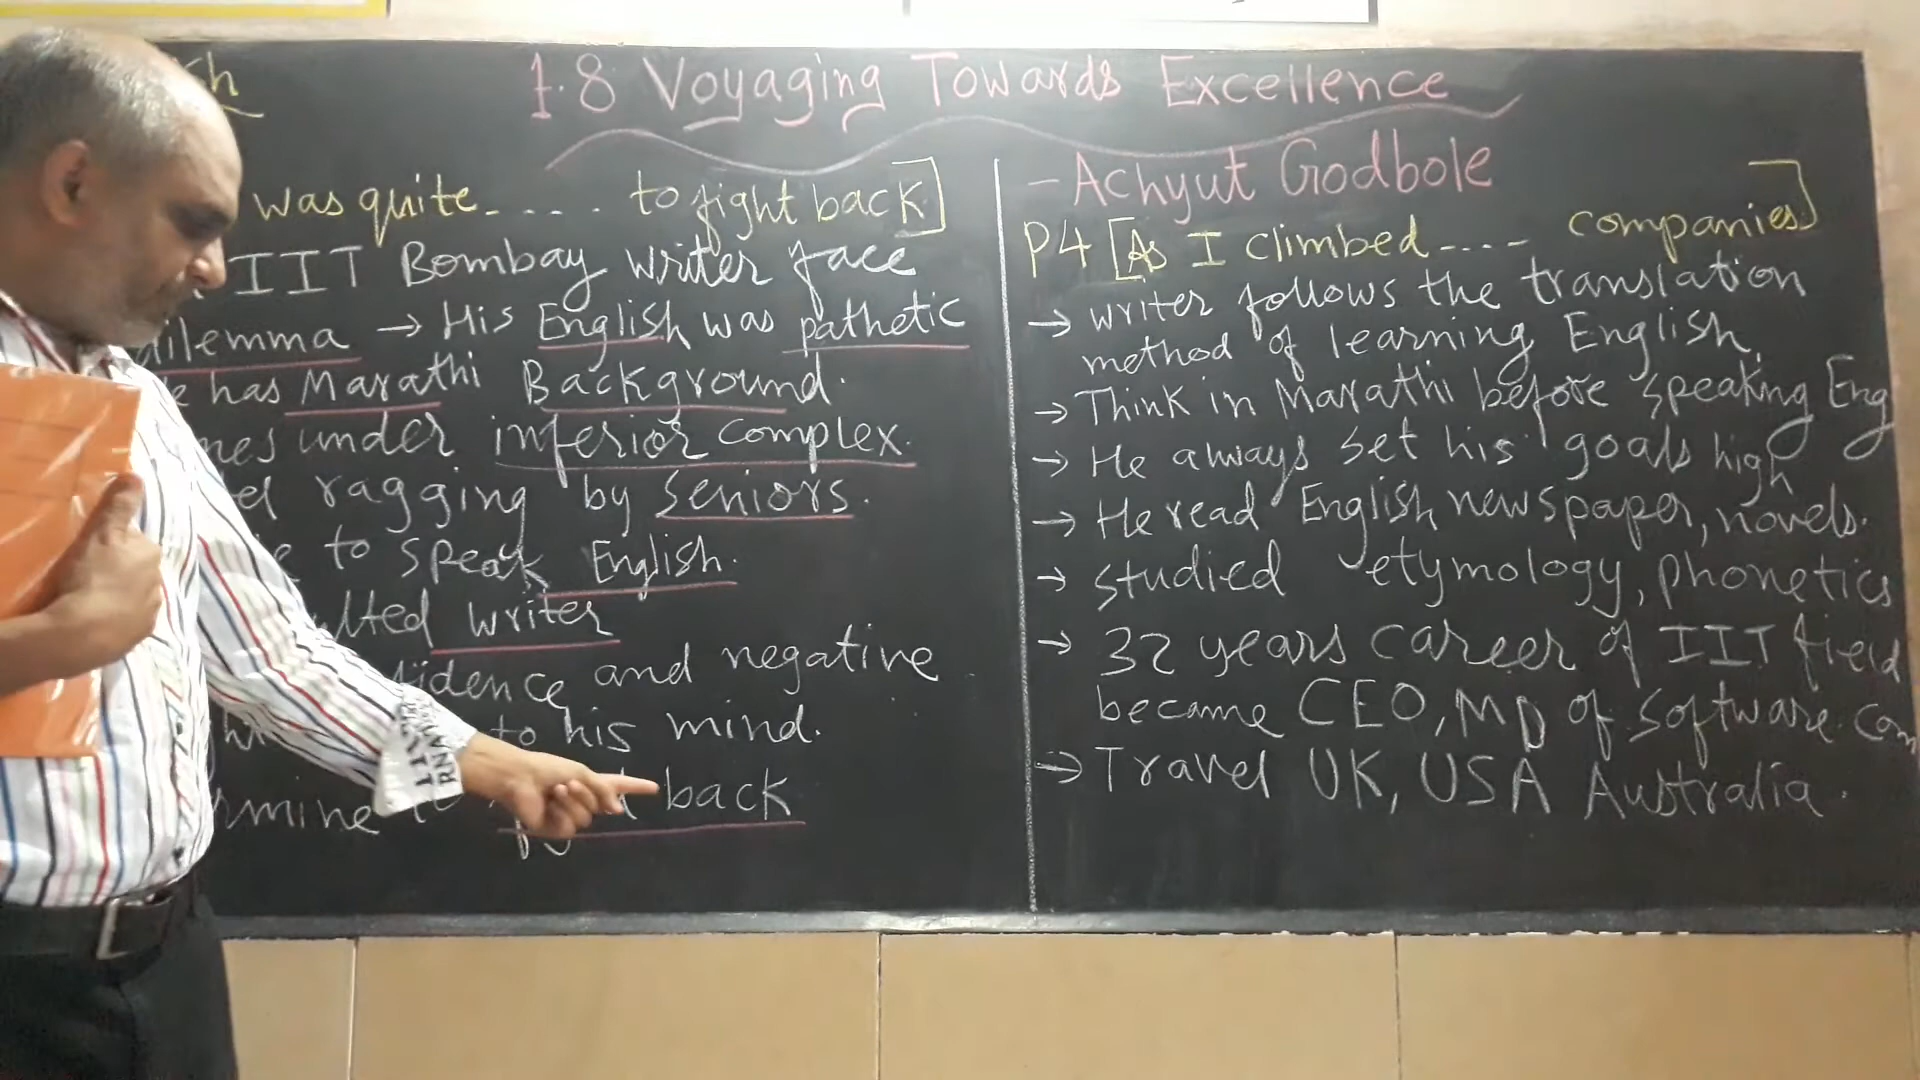 1.8 Voyaging Towards Excellence
- Achyut Godbole
was quite..... to fight back]
IIT Bombay writer face
dilemma → His English was pathetic
has Marathi Background.
under inferior complex.
ragging by seniors.
to speak English.
writer
and negative
to his mind.
back
P4 [As I climbed.... companies]
→ writer follows the translation
method of learning English.
→ Think in Marathi before speaking Eng
→ He always set his goals high
→ He read English newspaper, novels.
→ studied etymology, phonetics
→ 32 years career of IIT field
became CEO, MD of software com
→ Travel UK, USA Australia.